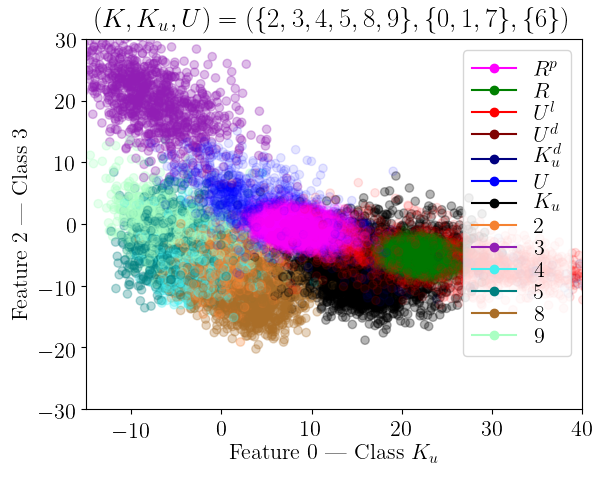 (K, K_u, U) = ({2, 3, 4, 5, 8, 9}, {0, 1, 7}, {6})
Feature 2 — Class 3
30
20
10
0
−10
−20
−30
−10
0
10
20
30
40
Feature 0 — Class K_u
R^p
R
U^l
U^d
K_u^d
U
K_u
2
3
4
5
8
9